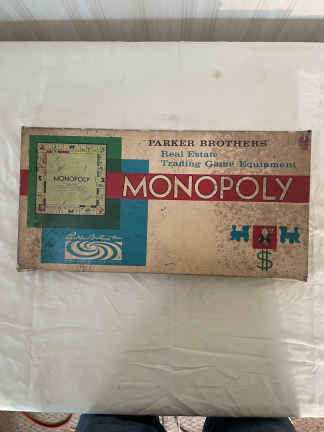 PARKER BROTHERS
Real Estate
Trading Game Equipment
MONOPOLY
MONOPOLY
$